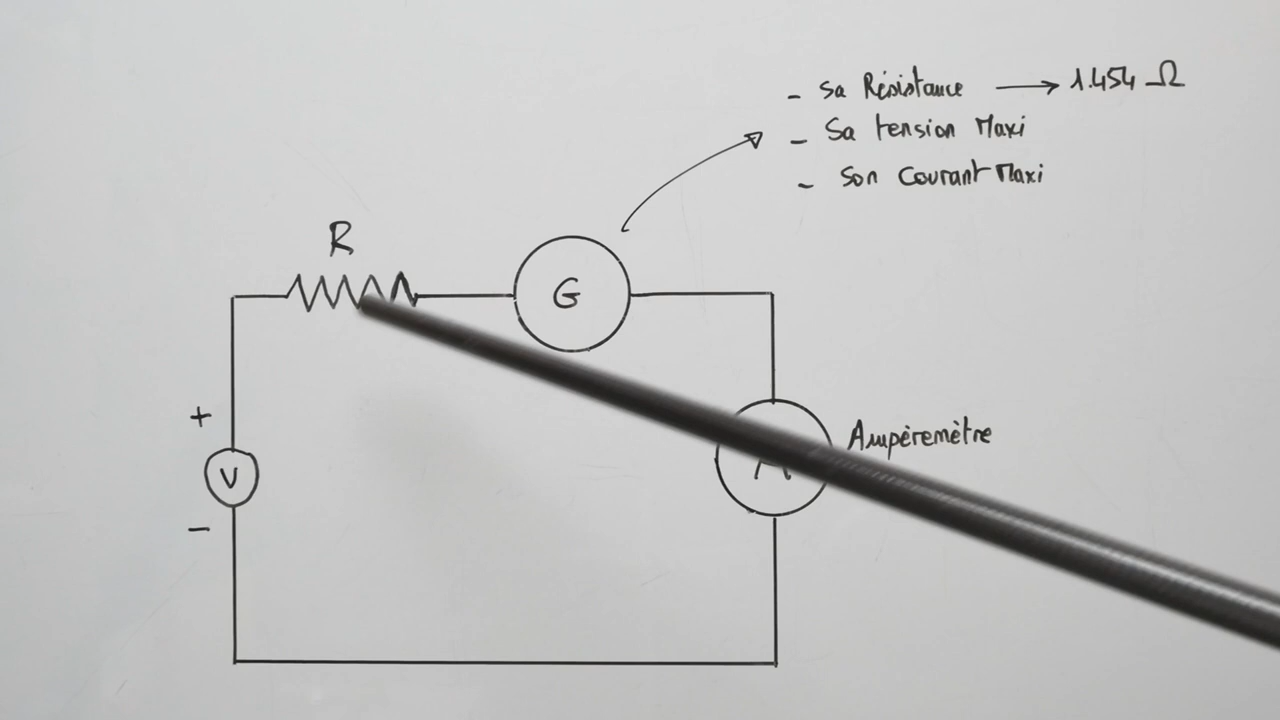 - Sa Résistance → 1.454 Ω
- Sa tension Maxi
- Son Courant Maxi
R
G
+
Ampèremètre
A
V
-